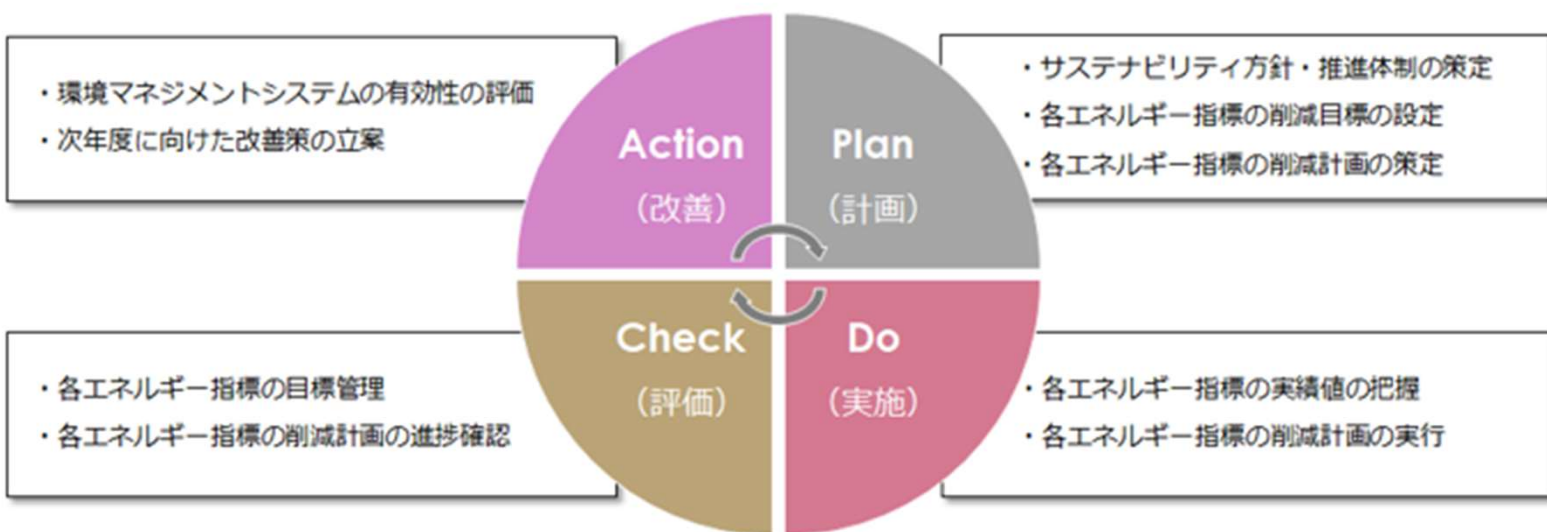 ・環境マネジメントシステムの有効性の評価
・次年度に向けた改善策の立案
Action
（改善）
Plan
（計画）
・サステナビリティ方針・推進体制の策定
・各エネルギー指標の削減目標の設定
・各エネルギー指標の削減計画の策定
・各エネルギー指標の目標管理
・各エネルギー指標の削減計画の進捗確認
Check
（評価）
Do
（実施）
・各エネルギー指標の実績値の把握
・各エネルギー指標の削減計画の実行